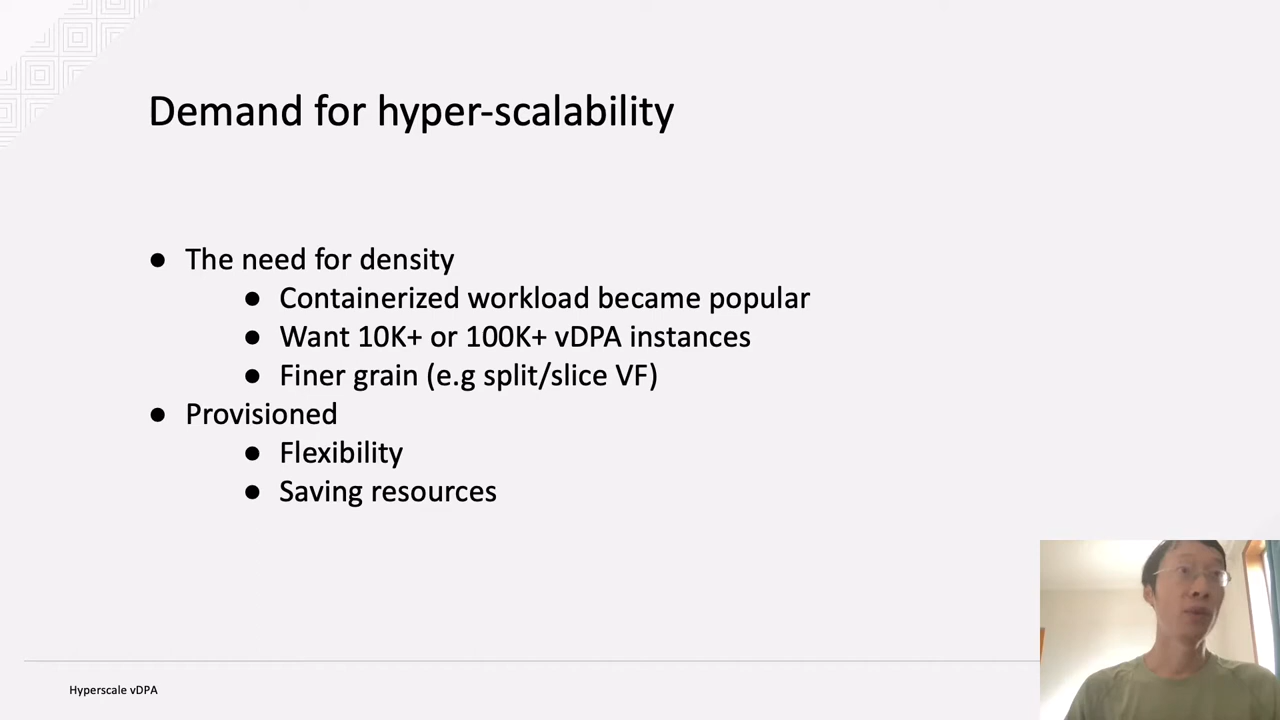 Demand for hyper-scalability
● The need for density
● Containerized workload became popular
● Want 10K+ or 100K+ vDPA instances
● Finer grain (e.g split/slice VF)
● Provisioned
● Flexibility
● Saving resources
Hyperscale vDPA